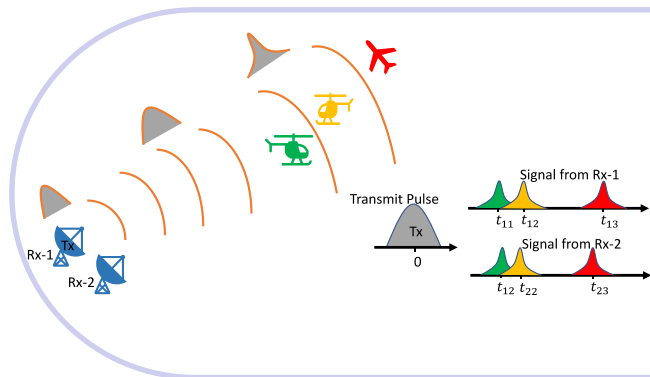 Tx
Rx-1
Rx-2
Transmit Pulse
Tx
0
Signal from Rx-1
t₁₁ t₁₂ t₁₃
Signal from Rx-2
t₁₂ t₂₂ t₂₃